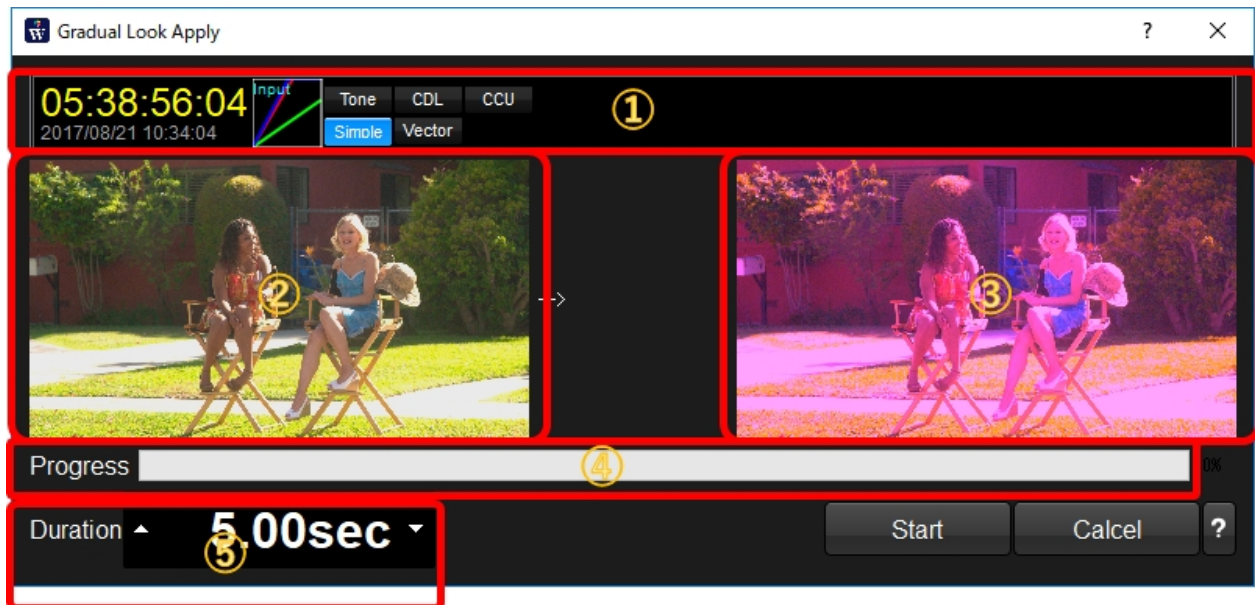 Gradual Look Apply ?
05:38:56:04 Input Tone CDL CCU ①
2017/08/21 10:34:04 Simple Vector
② ③
Progress ④ 0%
Duration 5.00sec Start Calcel ?
⑤